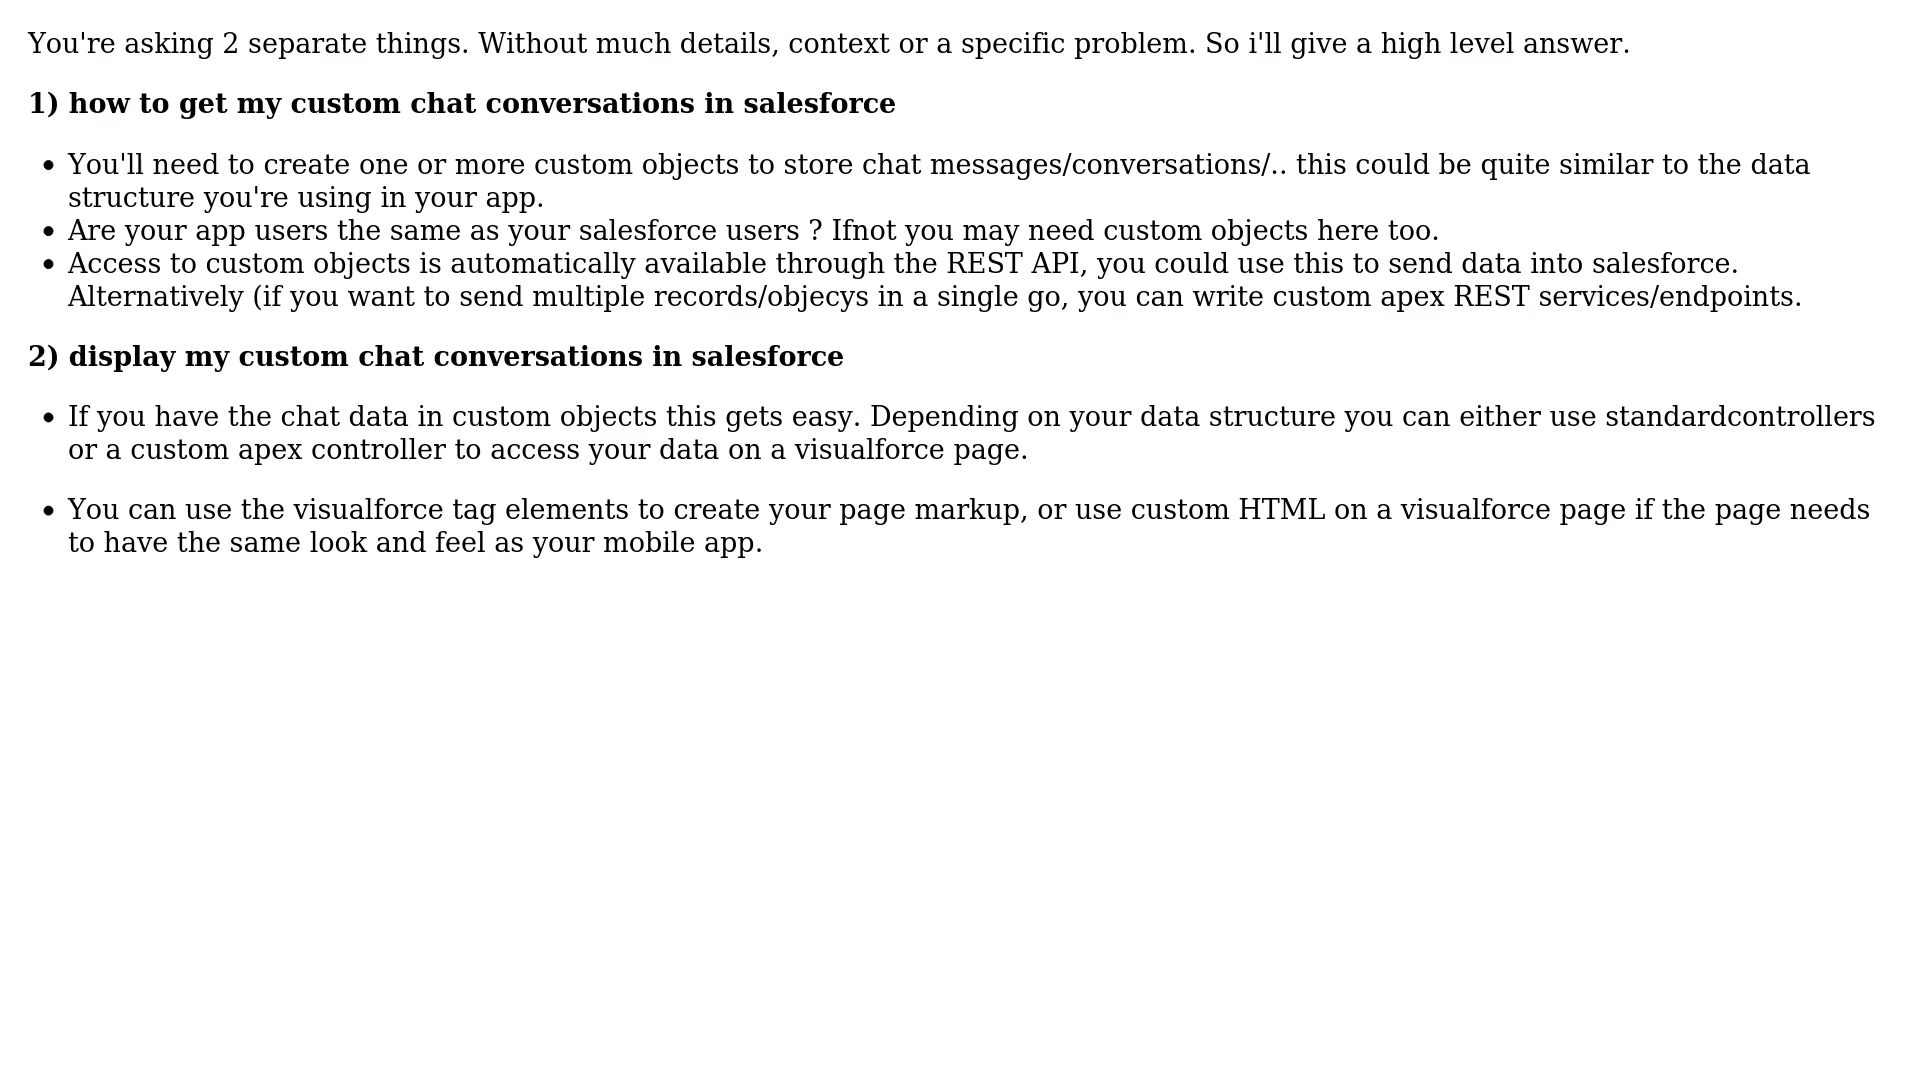 You're asking 2 separate things. Without much details, context or a specific problem. So i'll give a high level answer.
1) how to get my custom chat conversations in salesforce
• You'll need to create one or more custom objects to store chat messages/conversations/.. this could be quite similar to the data
structure you're using in your app.
• Are your app users the same as your salesforce users ? Ifnot you may need custom objects here too.
• Access to custom objects is automatically available through the REST API, you could use this to send data into salesforce.
Alternatively (if you want to send multiple records/objecys in a single go, you can write custom apex REST services/endpoints.
2) display my custom chat conversations in salesforce
• If you have the chat data in custom objects this gets easy. Depending on your data structure you can either use standardcontrollers
or a custom apex controller to access your data on a visualforce page.
• You can use the visualforce tag elements to create your page markup, or use custom HTML on a visualforce page if the page needs
to have the same look and feel as your mobile app.